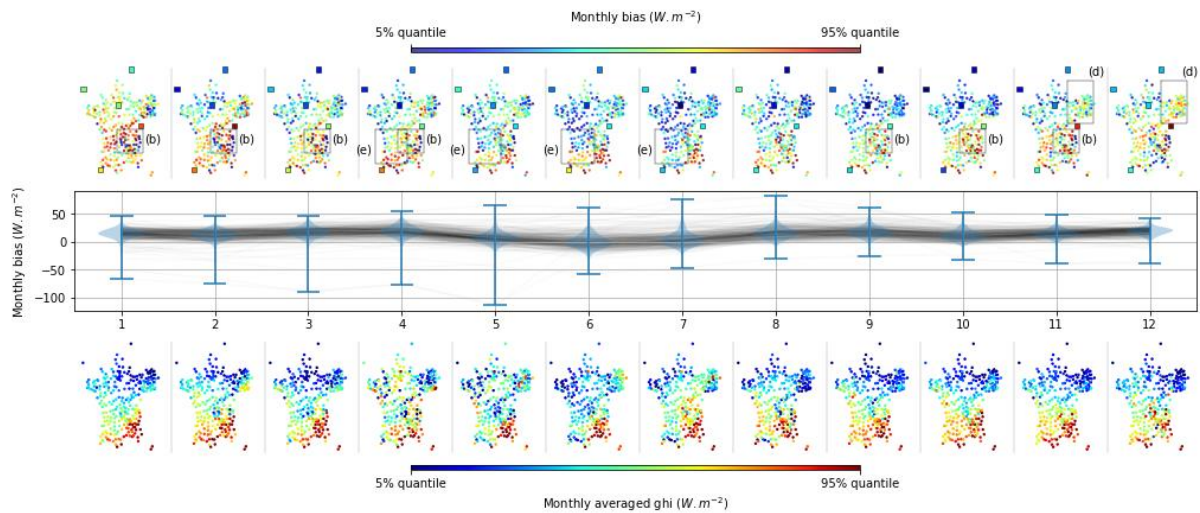 Monthly bias (W.m⁻²)
5% quantile 95% quantile
(d) (d)
(b) (b) (b) (b) (b) (b) (b)
(e) (e) (e) (e)
Monthly bias (W.m⁻²)
50
0
−50
−100
1 2 3 4 5 6 7 8 9 10 11 12
5% quantile 95% quantile
Monthly averaged ghi (W.m⁻²)